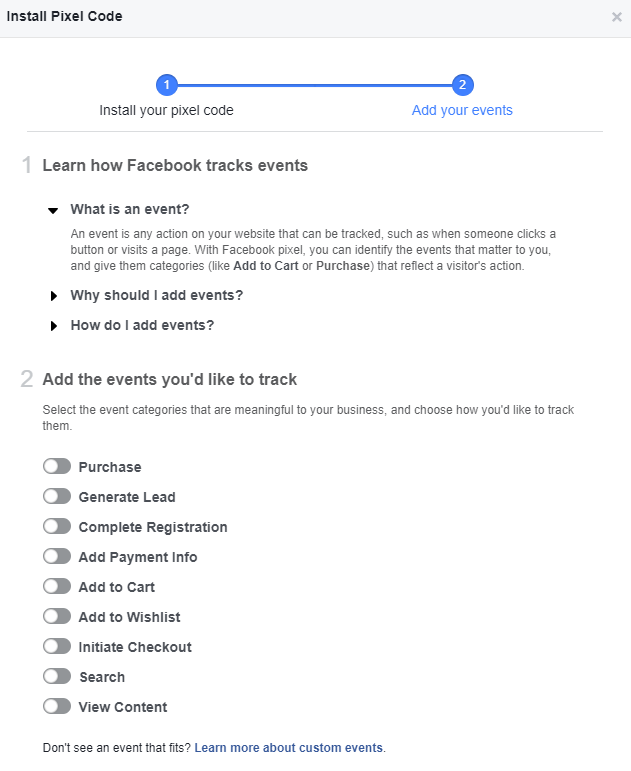 Install Pixel Code
×
1
2
Install your pixel code
Add your events
1 Learn how Facebook tracks events
What is an event?
An event is any action on your website that can be tracked, such as when someone clicks a
button or visits a page. With Facebook pixel, you can identify the events that matter to you,
and give them categories (like Add to Cart or Purchase) that reflect a visitor's action.
Why should I add events?
How do I add events?
2 Add the events you'd like to track
Select the event categories that are meaningful to your business, and choose how you'd like to track
them.
Purchase
Generate Lead
Complete Registration
Add Payment Info
Add to Cart
Add to Wishlist
Initiate Checkout
Search
View Content
Don't see an event that fits? Learn more about custom events.